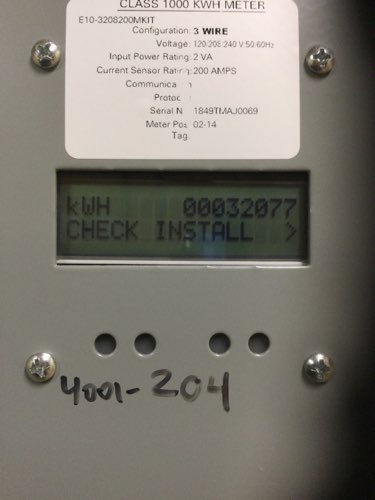 CLASS 1000 KWH METER
E10-3208200MKIT
Configuration: 3 WIRE
Voltage: 120:208:240 V:50-60Hz
Input Power Rating: 2 VA
Current Sensor Rating: 200 AMPS
Serial N 1849TMAJ0069
Meter Pos 02-14
Tag:
kWH 00032077
CHECK INSTALL >
4001-204